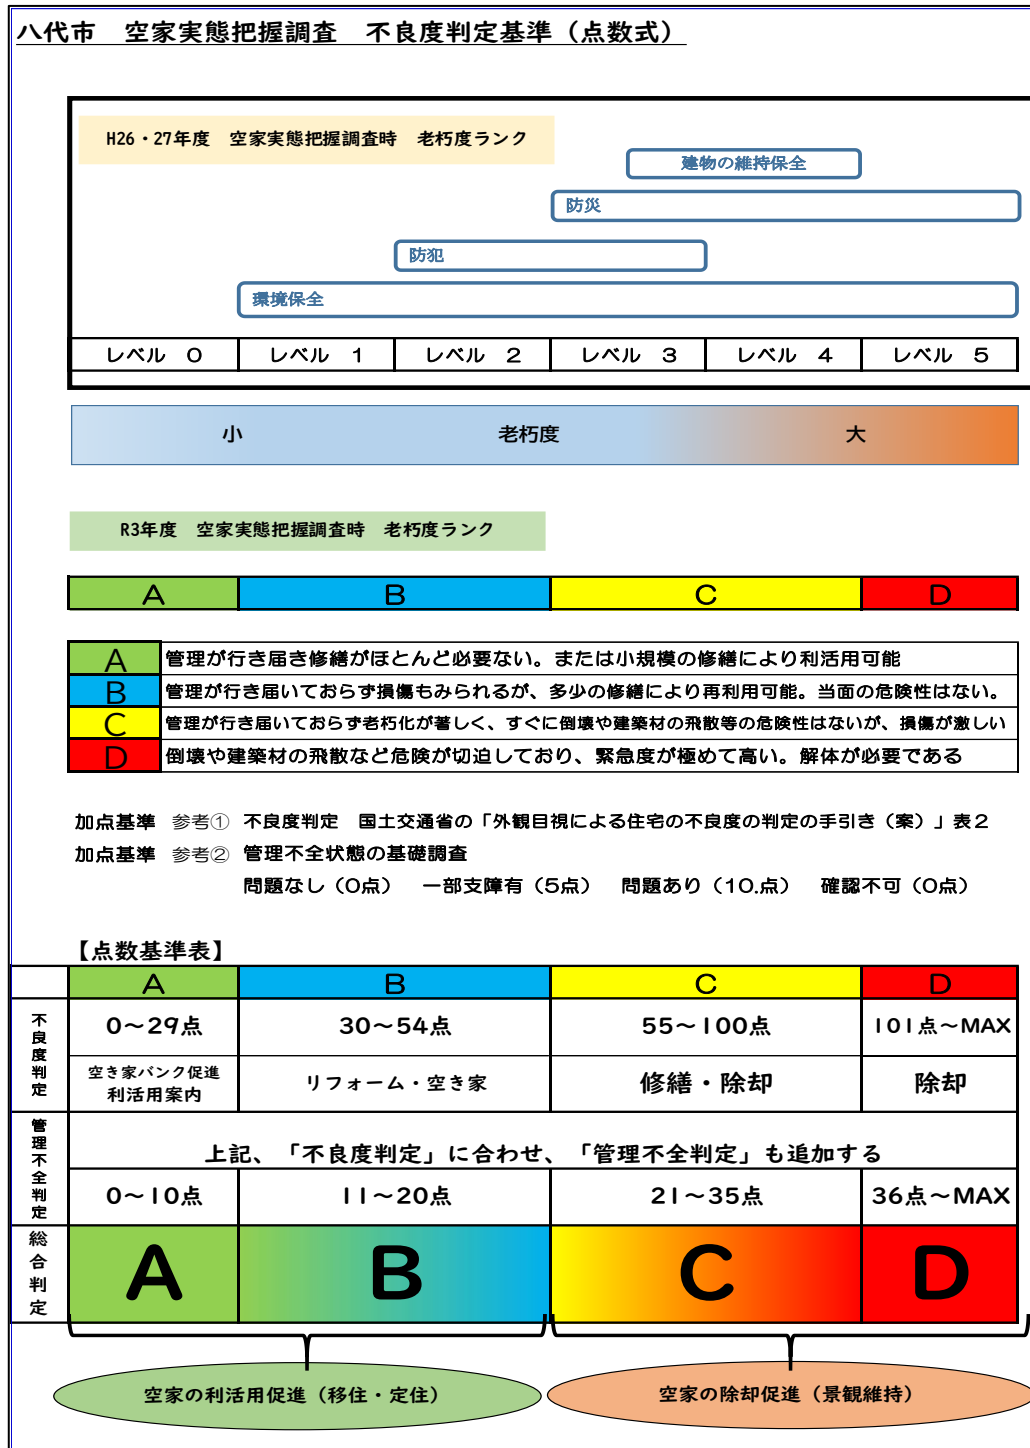 八代市　空家実態把握調査　不良度判定基準（点数式）
H26・27年度　空家実態把握調査時　老朽度ランク
建物の維持保全
防災
防犯
環境保全
レベル　0　レベル　1　レベル　2　レベル　3　レベル　4　レベル　5
小　老朽度　大
R3年度　空家実態把握調査時　老朽度ランク
A　B　C　D
A　管理が行き届き修繕がほとんど必要ない。または小規模の修繕により利活用可能
B　管理が行き届いておらず損傷もみられるが、多少の修繕により再利用可能。当面の危険性はない。
C　管理が行き届いておらず老朽化が著しく、すぐに倒壊や建築材の飛散等の危険性はないが、損傷が激しい
D　倒壊や建築材の飛散など危険が切迫しており、緊急度が極めて高い。解体が必要である
加点基準　参考①　不良度判定　国土交通省の「外観目視による住宅の不良度の判定の手引き（案）」表2
加点基準　参考②　管理不全状態の基礎調査
問題なし（0点）　一部支障有（5点）　問題あり（10.点）　確認不可（0点）
【点数基準表】
A　B　C　D
不良度判定
0～29点　30～54点　55～100点　101点～MAX
空き家バンク促進
利活用案内　リフォーム・空き家　修繕・除却　除却
管理不全判定
上記、「不良度判定」に合わせ、「管理不全判定」も追加する
0～10点　11～20点　21～35点　36点～MAX
総合判定　A　B　C　D
空家の利活用促進（移住・定住）　空家の除却促進（景観維持）